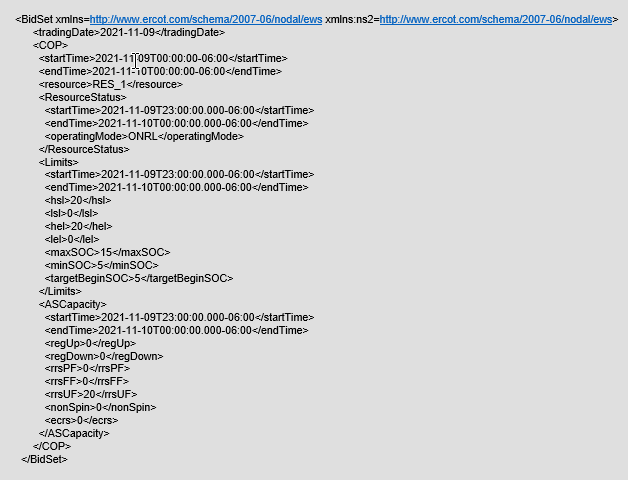 <BidSet xmlns=http://www.ercot.com/schema/2007-06/nodal/ews xmlns:ns2=http://www.ercot.com/schema/2007-06/nodal/ews>
<tradingDate>2021-11-09</tradingDate>
<COP>
<startTime>2021-11-09T00:00:00-06:00</startTime>
<endTime>2021-11-10T00:00:00-06:00</endTime>
<resource>RES_1</resource>
<ResourceStatus>
<startTime>2021-11-09T23:00:00.000-06:00</startTime>
<endTime>2021-11-10T00:00:00.000-06:00</endTime>
<operatingMode>ONRL</operatingMode>
</ResourceStatus>
<Limits>
<startTime>2021-11-09T23:00:00.000-06:00</startTime>
<endTime>2021-11-10T00:00:00.000-06:00</endTime>
<hsl>20</hsl>
<lsl>0</lsl>
<hel>20</hel>
<lel>0</lel>
<maxSOC>15</maxSOC>
<minSOC>5</minSOC>
<targetBeginSOC>5</targetBeginSOC>
</Limits>
<ASCapacity>
<startTime>2021-11-09T23:00:00.000-06:00</startTime>
<endTime>2021-11-10T00:00:00.000-06:00</endTime>
<regUp>0</regUp>
<regDown>0</regDown>
<rrsPF>0</rrsPF>
<rrsFF>0</rrsFF>
<rrsUF>20</rrsUF>
<nonSpin>0</nonSpin>
<ecrs>0</ecrs>
</ASCapacity>
</COP>
</BidSet>